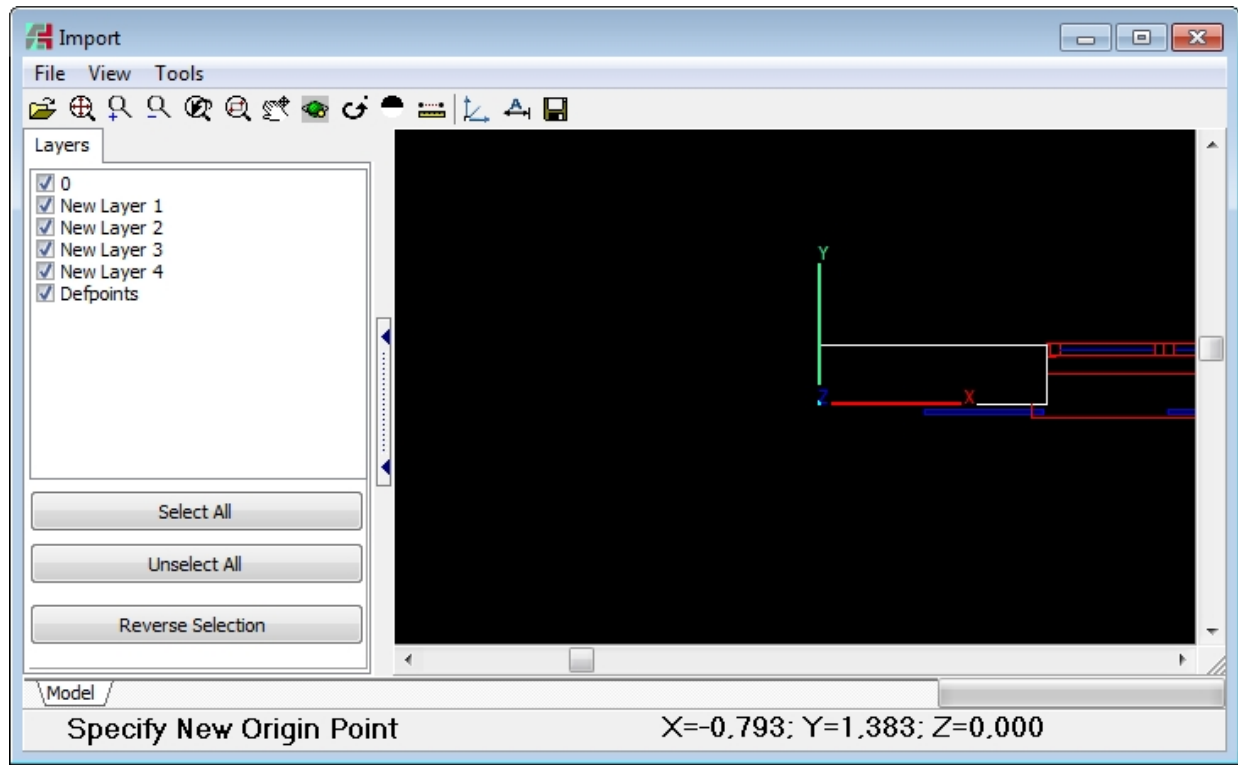 Import
File View Tools
Layers
0
New Layer 1
New Layer 2
New Layer 3
New Layer 4
Defpoints
Select All
Unselect All
Reverse Selection
Y
Z X
Model
Specify New Origin Point X=-0,793; Y=1,383; Z=0,000